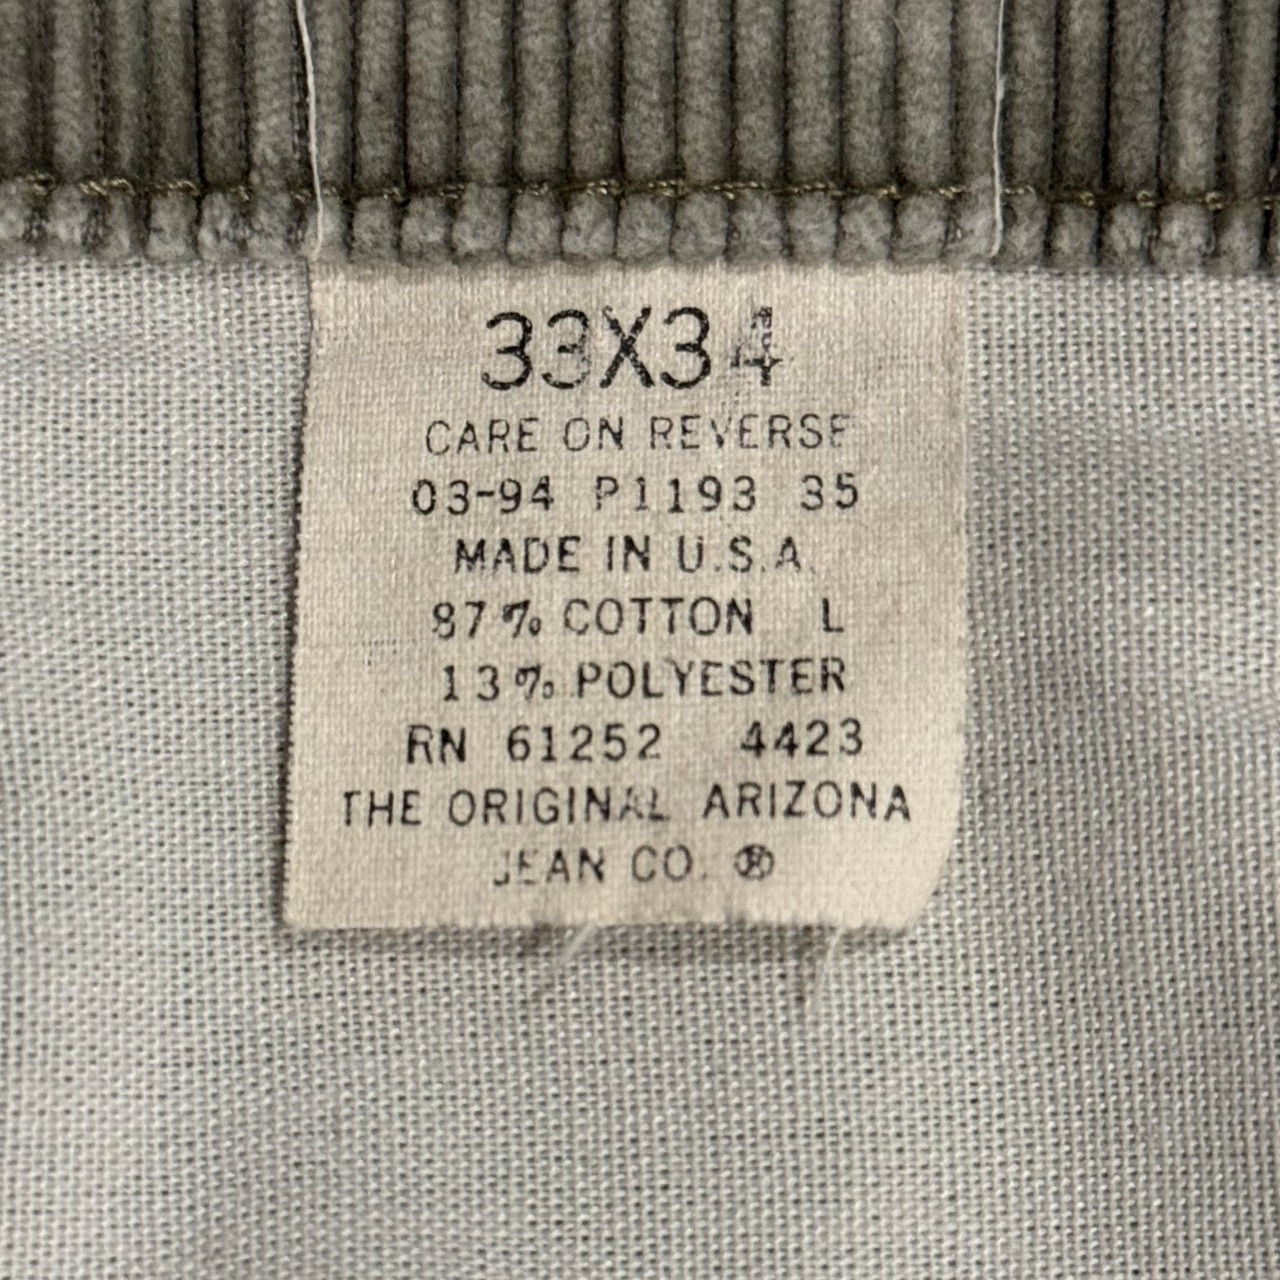 33X34
CARE ON REVERSE
03-94 P1193 35
MADE IN U.S.A.
87% COTTON L
13% POLYESTER
RN 61252 4423
THE ORIGINAL ARIZONA
JEAN CO. ®